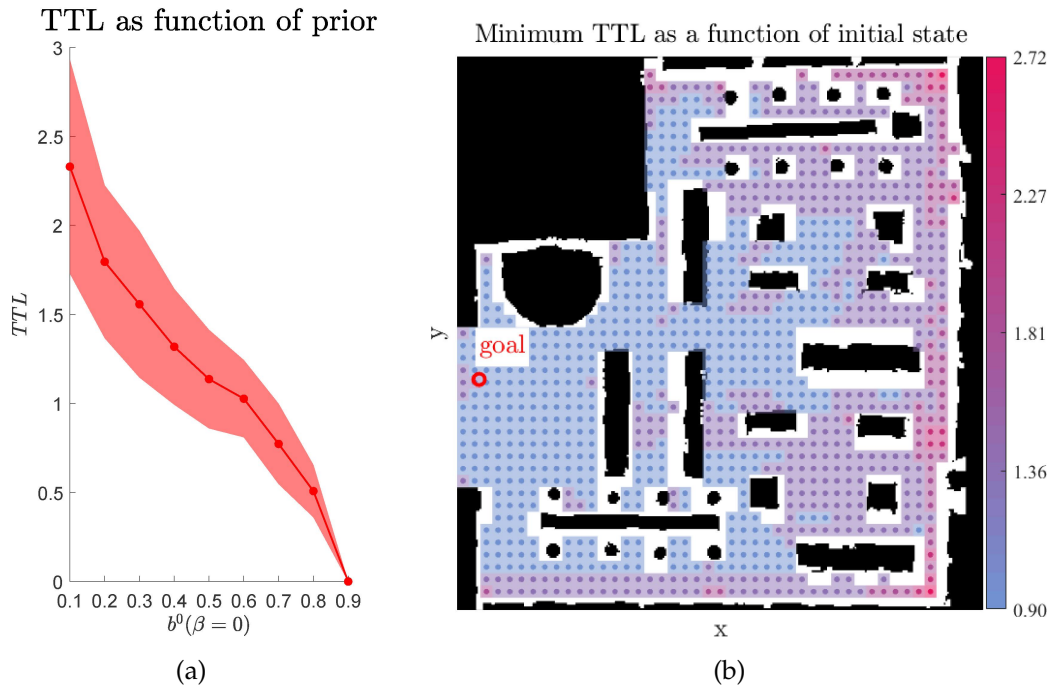 TTL as function of prior
3
2.5
2
1.5
1
0.5
0
TTL
0.1 0.2 0.3 0.4 0.5 0.6 0.7 0.8 0.9
b⁰(β = 0)
(a)
Minimum TTL as a function of initial state
y
goal
x
2.72
2.27
1.81
1.36
0.90
(b)